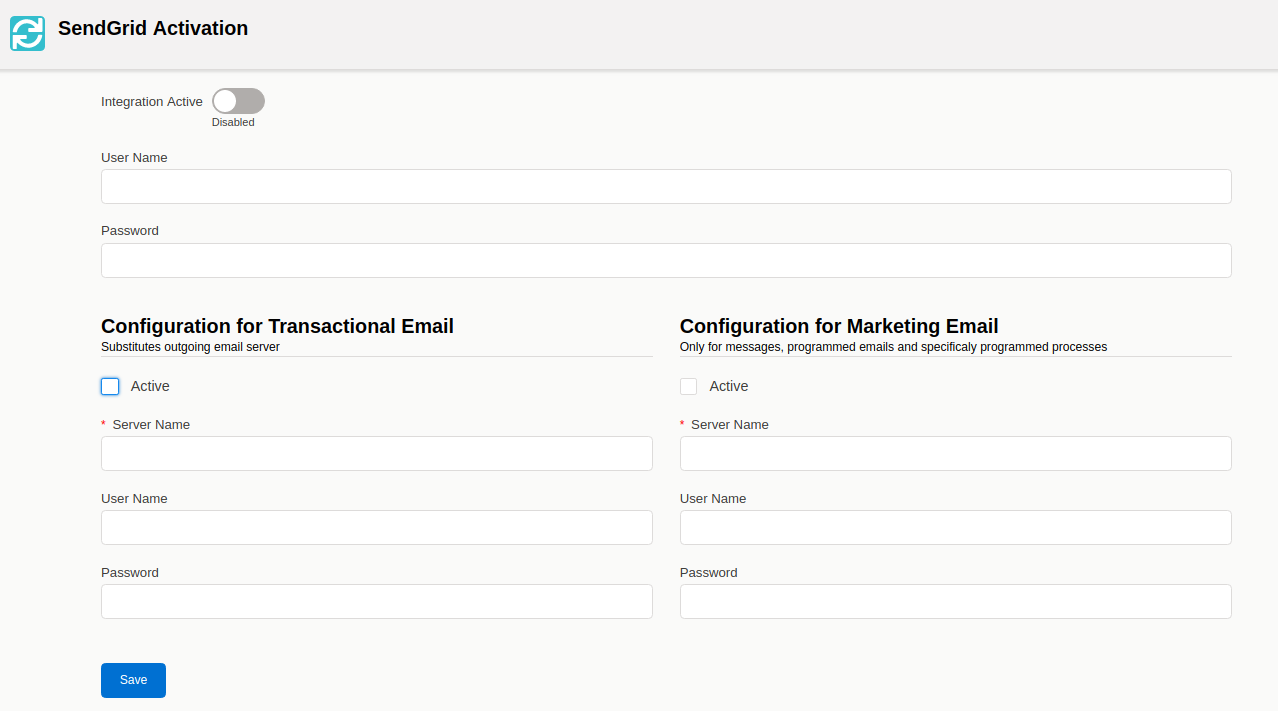 SendGrid Activation
Integration Active
Disabled
User Name
Password
Configuration for Transactional Email
Substitutes outgoing email server
Active
* Server Name
User Name
Password
Configuration for Marketing Email
Only for messages, programmed emails and specificaly programmed processes
Active
* Server Name
User Name
Password
Save